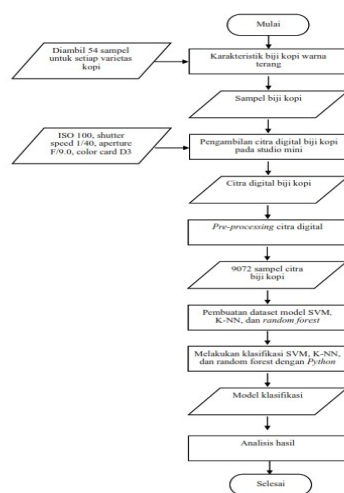 Mulai
Diambil 54 sampel
untuk setiap varietas
kopi
Karakteristik biji kopi warna
terang
Sampel biji kopi
ISO 100, shutter
speed 1/40, aperture
F/9.0, color card D3
Pengambilan citra digital biji kopi
pada studio mini
Citra digital biji kopi
Pre-processing citra digital
9072 sampel citra
biji kopi
Pembuatan dataset model SVM,
K-NN, dan random forest
Melakukan klasifikasi SVM, K-NN,
dan random forest dengan Python
Model klasifikasi
Analisis hasil
Selesai